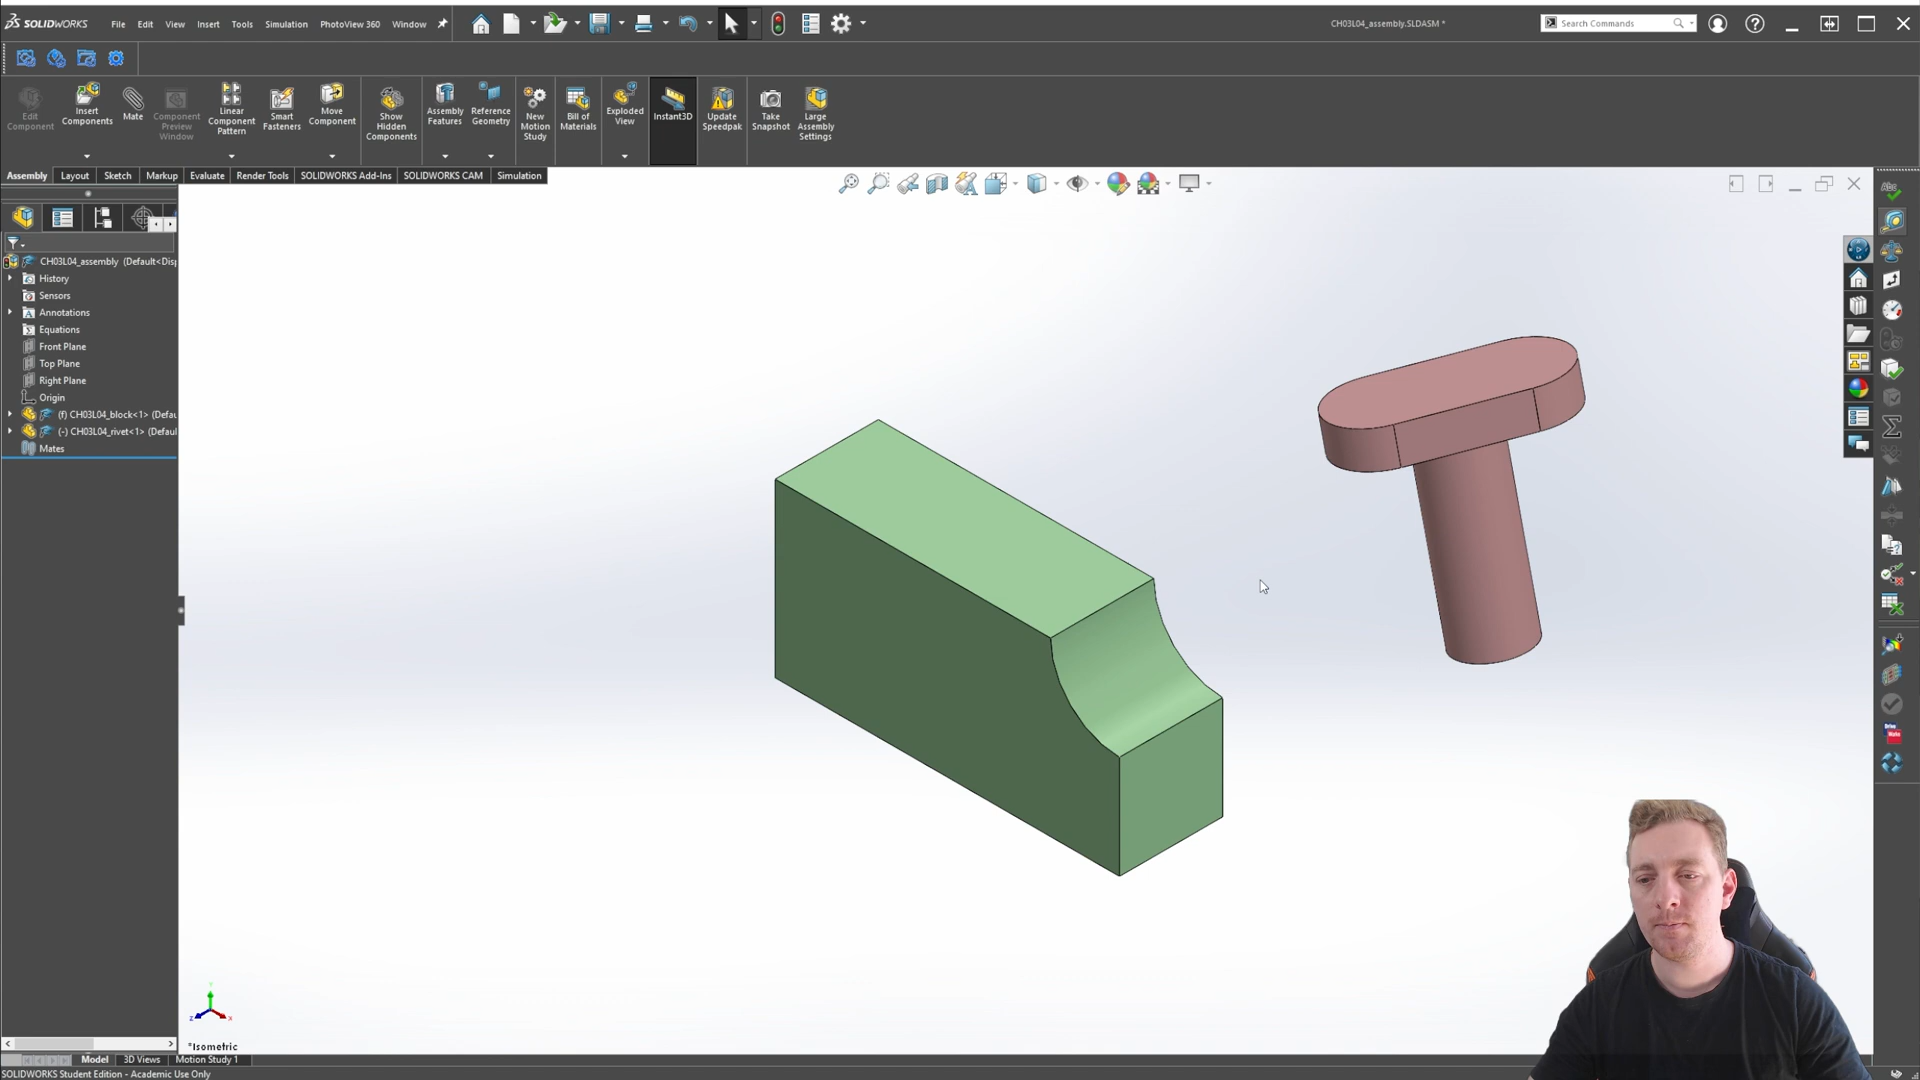 SOLIDWORKS File Edit View Insert Tools Simulation PhotoView 360 Window CH03L04_assembly.SLDASM * Search Commands
Edit Component
Insert Components
Mate
Component Preview Window
Linear Component Pattern
Smart Fasteners
Move Component
Show Hidden Components
Assembly Features
Reference Geometry
New Motion Study
Bill of Materials
Exploded View
Instant3D
Update Speedpak
Take Snapshot
Large Assembly Settings
Assembly Layout Sketch Markup Evaluate Render Tools SOLIDWORKS Add-Ins SOLIDWORKS CAM Simulation
CH03L04_assembly (Default<Disp
History
Sensors
Annotations
Equations
Front Plane
Top Plane
Right Plane
Origin
(f) CH03L04_block<1> (Defau
(-) CH03L04_rivet<1> (Defaul
Mates
*Isometric
Model 3D Views Motion Study 1
SOLIDWORKS Student Edition - Academic Use Only